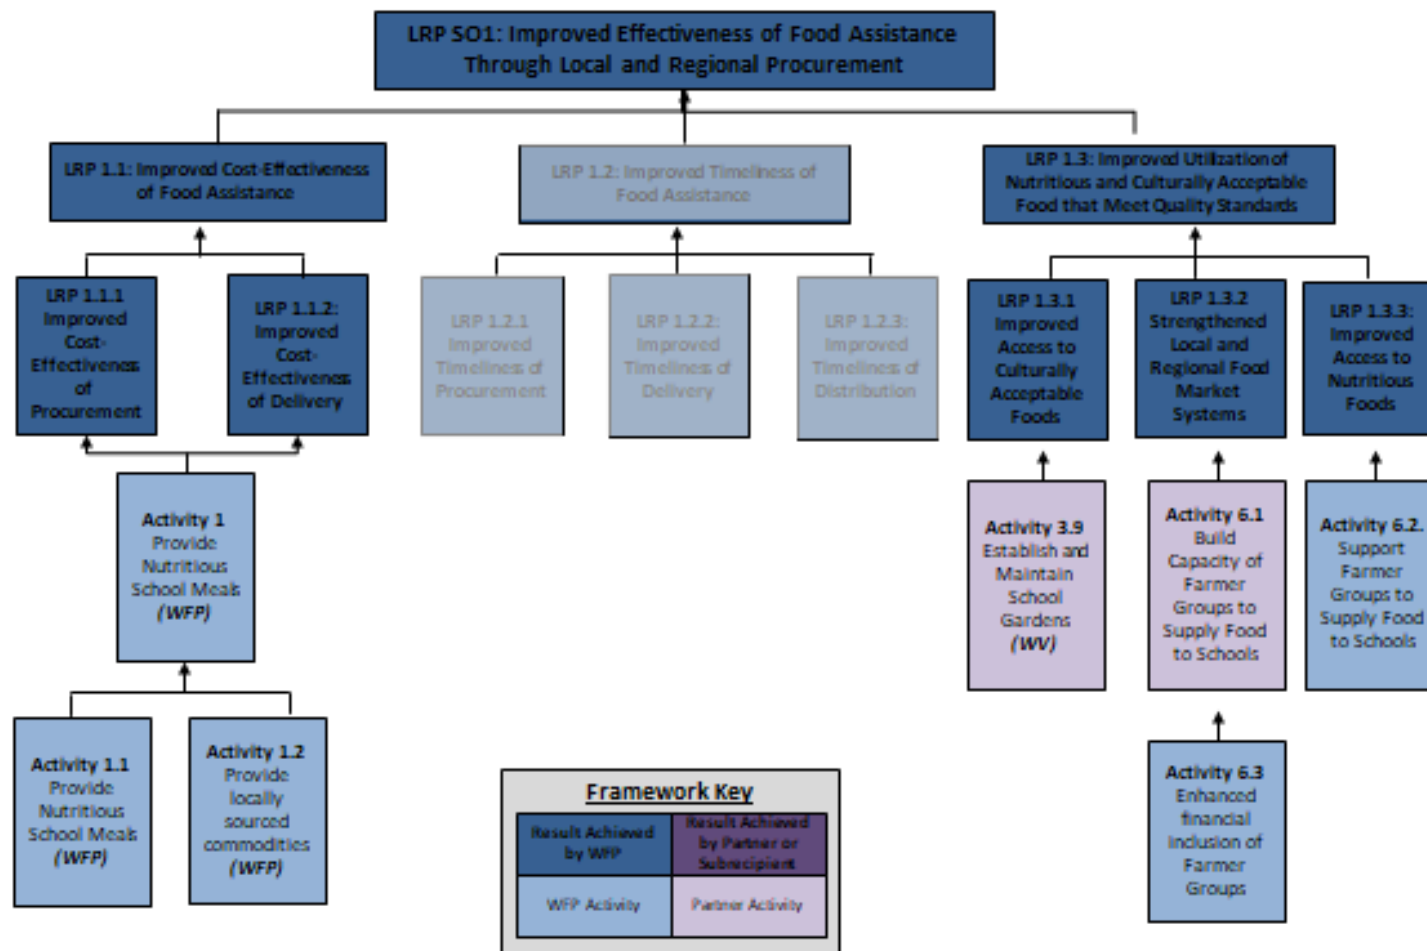 LRP SO1: Improved Effectiveness of Food Assistance
Through Local and Regional Procurement
LRP 1.1: Improved Cost-Effectiveness
of Food Assistance
LRP 1.2: Improved Timeliness of
Food Assistance
LRP 1.3: Improved Utilization of
Nutritious and Culturally Acceptable
Food that Meet Quality Standards
LRP 1.1.1
Improved
Cost-
Effectiveness
of
Procurement
LRP 1.1.2:
Improved
Cost-
Effectiveness
of Delivery
LRP 1.2.1
Improved
Timeliness of
Procurement
LRP 1.2.2:
Improved
Timeliness of
Delivery
LRP 1.2.3:
Improved
Timeliness of
Distribution
LRP 1.3.1
Improved
Access to
Culturally
Acceptable
Foods
LRP 1.3.2
Strengthened
Local and
Regional Food
Market
Systems
LRP 1.3.3:
Improved
Access to
Nutritious
Foods
Activity 1
Provide
Nutritious
School Meals
(WFP)
Activity 3.9
Establish and
Maintain
School
Gardens
(WV)
Activity 6.1
Build
Capacity of
Farmer
Groups to
Supply Food
to Schools
Activity 6.2.
Support
Farmer
Groups to
Supply Food
to Schools
Activity 1.1
Provide
Nutritious
School Meals
(WFP)
Activity 1.2
Provide
locally
sourced
commodities
(WFP)
Activity 6.3
Enhanced
financial
Inclusion of
Farmer
Groups
Framework Key
Result Achieved
by WFP
Result Achieved
by Partner or
Subrecipient
WFP Activity
Partner Activity